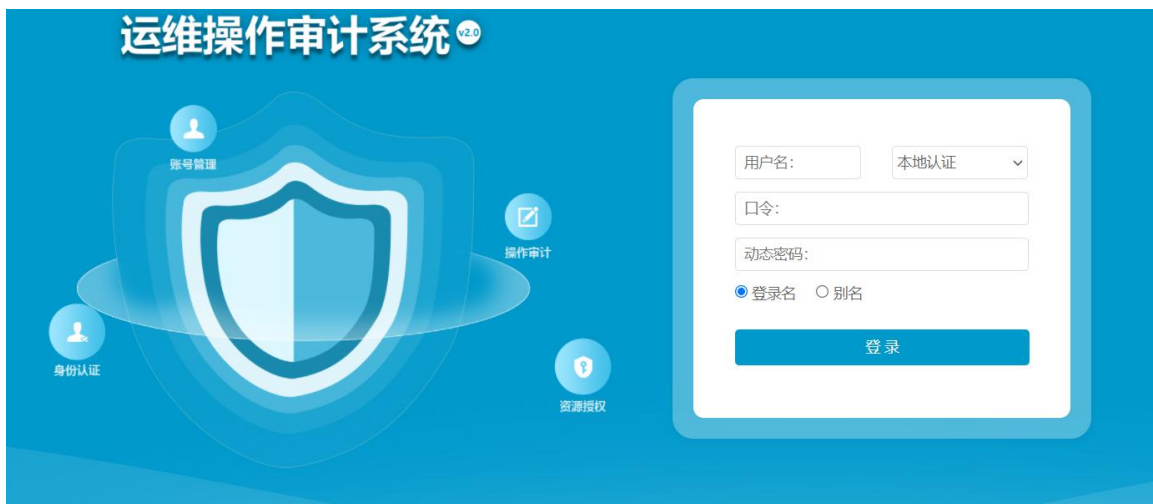 运维操作审计系统 v2.0
账号管理
操作审计
身份认证
资源授权
用户名: 本地认证
口令:
动态密码:
登录名 别名
登录